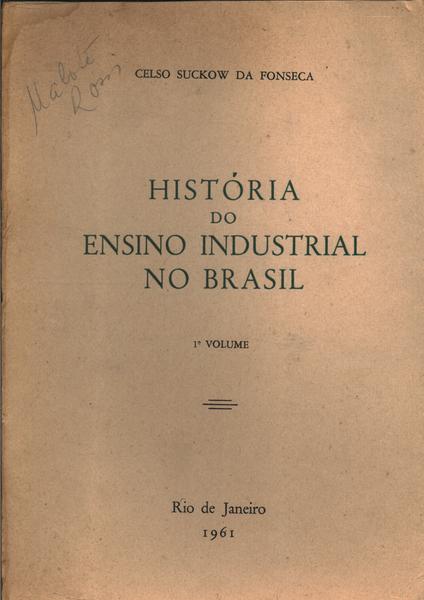 CELSO SUCKOW DA FONSECA
HISTÓRIA
DO
ENSINO INDUSTRIAL
NO BRASIL
1º VOLUME
Rio de Janeiro
1961